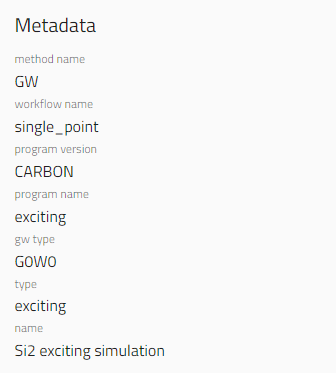 Metadata
method name
GW
workflow name
single_point
program version
CARBON
program name
exciting
gw type
G0W0
type
exciting
name
Si2 exciting simulation